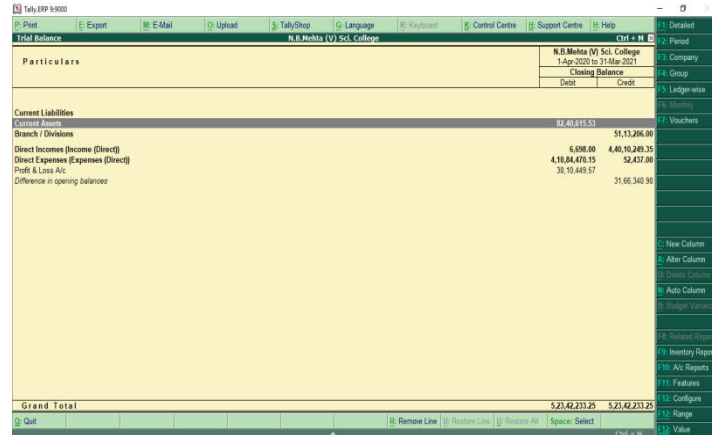 Tally.ERP 9:9000
P: Print E: Export M: E-Mail O: Upload S: TallyShop G: Language K: Keyboard K: Control Centre H: Support Centre H: Help F1: Detailed
Trial Balance N.B.Mehta (V) Sci. College Ctrl + M F2: Period
Particulars N.B.Mehta (V) Sci. College F3: Company
1-Apr-2020 to 31-Mar-2021
Closing Balance F4: Group
Debit Credit F5: Ledger-wise
F6: Monthly
Current Liabilities
F7: Vouchers
Current Assets 82,40,615.53
Branch / Divisions 51,13,206.00
Direct Incomes (Income (Direct)) 6,698.00 4,40,10,249.35
Direct Expenses (Expenses (Direct)) 4,10,84,470.15 52,437.00
Profit & Loss A/c 30,10,449.57
Difference in opening balances 31,66,340.90
C: New Column
A: Alter Column
D: Delete Column
N: Auto Column
B: Budget Varianc
F8: Related Repor
F9: Inventory Repor
F10: A/c Reports
F11: Features
F12: Configure
Grand Total 5,23,42,233.25 5,23,42,233.25
F12: Range
Q: Quit R: Remove Line U: Restore Line U: Restore All Space: Select
F12: Value
Ctrl + N